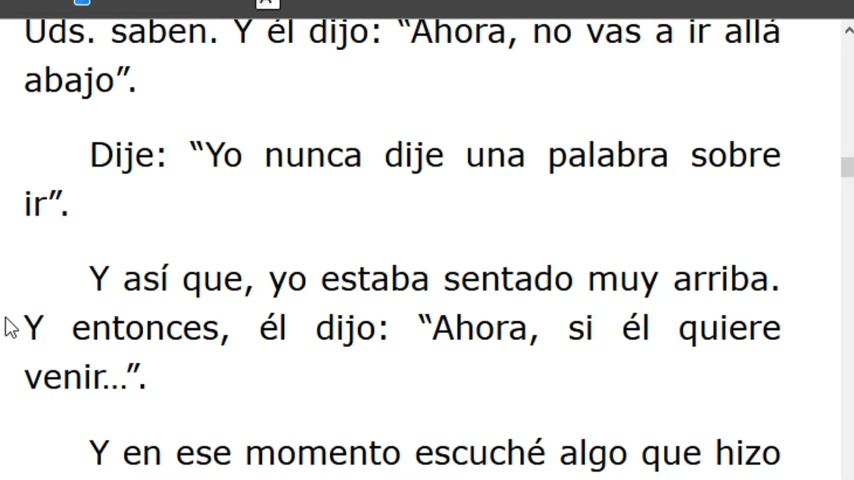 Uds. saben. Y él dijo: “Ahora, no vas a ir allá
abajo”.
Dije: “Yo nunca dije una palabra sobre
ir”.
Y así que, yo estaba sentado muy arriba.
Y entonces, él dijo: “Ahora, si él quiere
venir…”.
Y en ese momento escuché algo que hizo